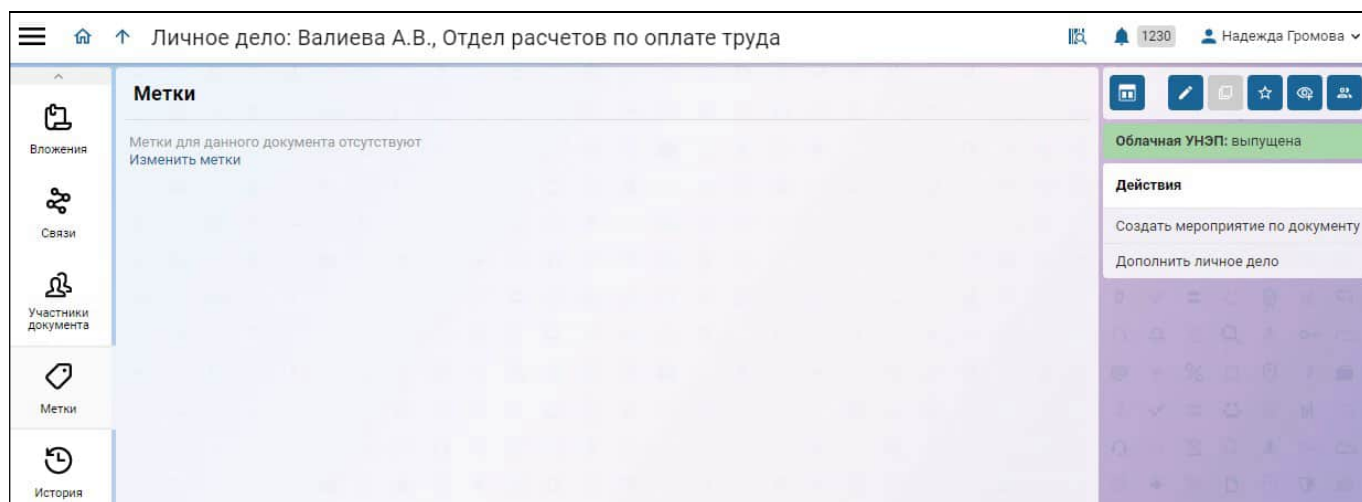 Личное дело: Валиева А.В., Отдел расчетов по оплате труда
1230
Надежда Громова
Вложения
Связи
Участники
документа
Метки
История
Метки
Метки для данного документа отсутствуют
Изменить метки
Облачная УНЭП: выпущена
Действия
Создать мероприятие по документу
Дополнить личное дело